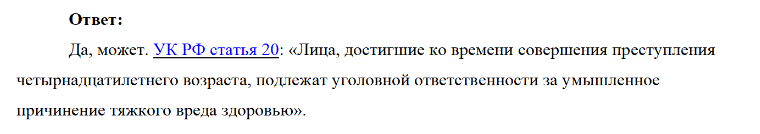 Ответ:
Да, может. УК РФ статья 20: «Лица, достигшие ко времени совершения преступления
четырнадцатилетнего возраста, подлежат уголовной ответственности за умышленное
причинение тяжкого вреда здоровью».